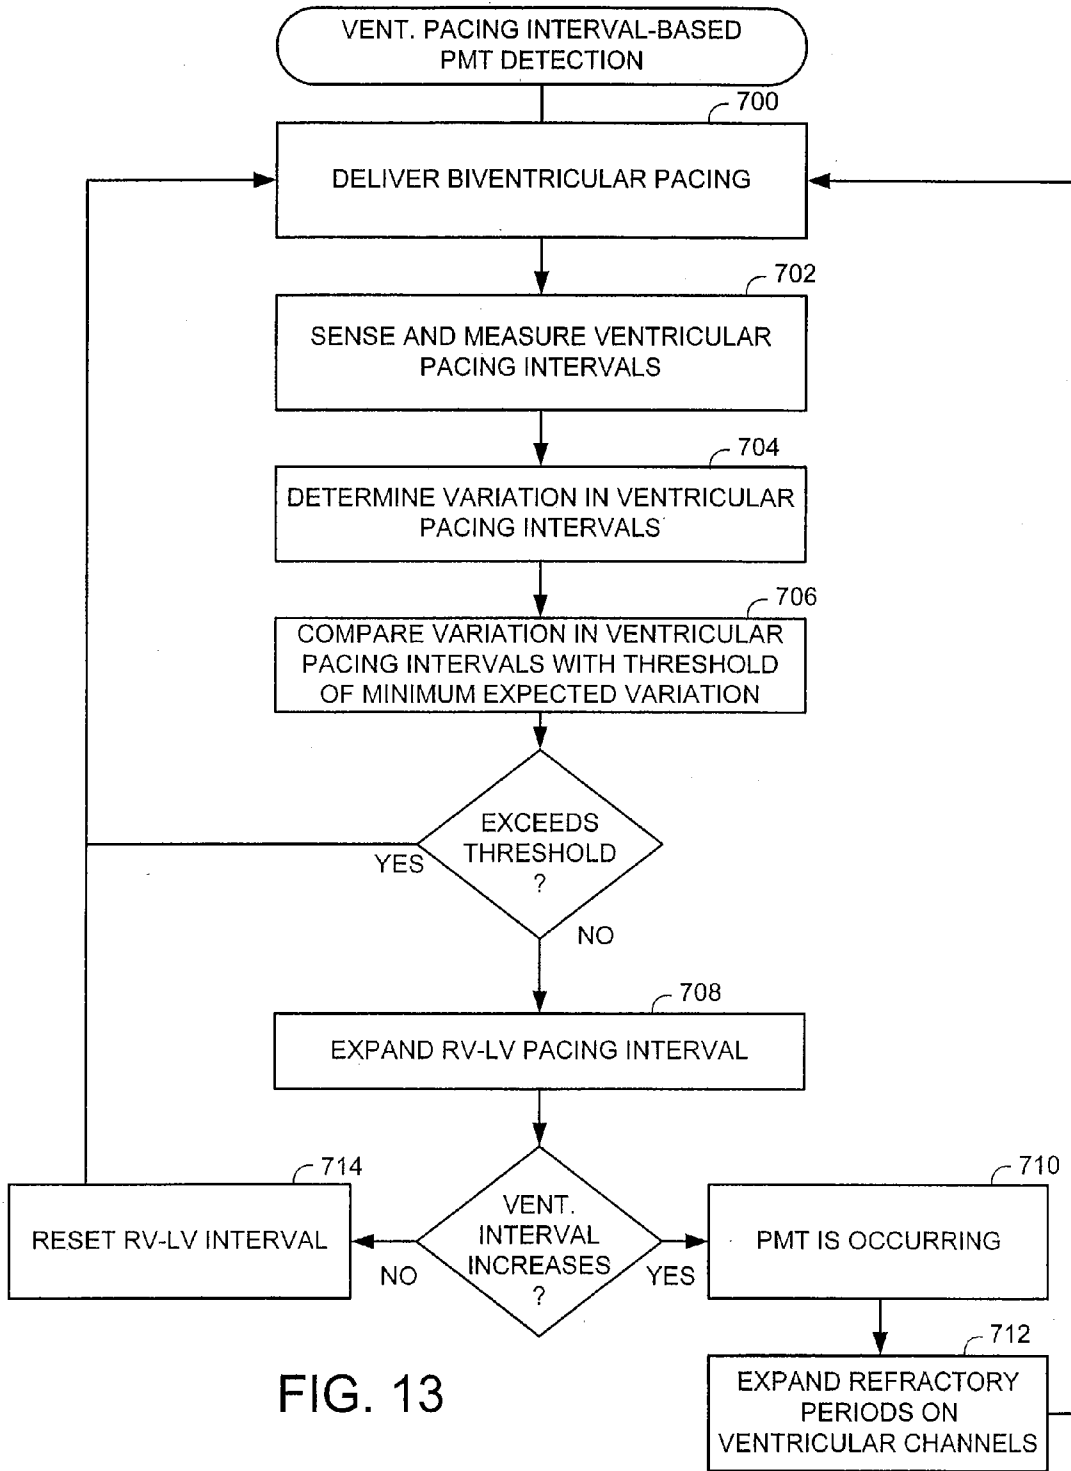 VENT. PACING INTERVAL-BASED
PMT DETECTION
700
DELIVER BIVENTRICULAR PACING
702
SENSE AND MEASURE VENTRICULAR
PACING INTERVALS
704
DETERMINE VARIATION IN VENTRICULAR
PACING INTERVALS
706
COMPARE VARIATION IN VENTRICULAR
PACING INTERVALS WITH THRESHOLD
OF MINIMUM EXPECTED VARIATION
EXCEEDS
THRESHOLD
?
YES
NO
708
EXPAND RV-LV PACING INTERVAL
714
RESET RV-LV INTERVAL
VENT.
INTERVAL
INCREASES
?
NO
YES
710
PMT IS OCCURRING
712
EXPAND REFRACTORY
PERIODS ON
VENTRICULAR CHANNELS
FIG. 13